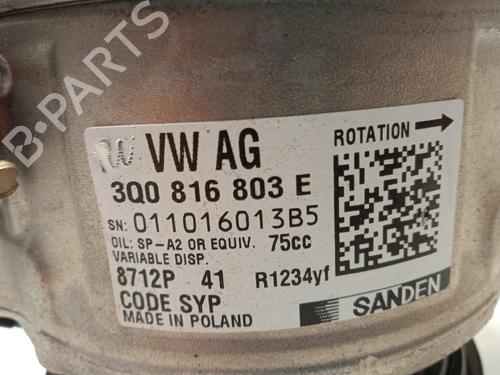 VW AG
ROTATION
3Q0 816 803 E
SN: 011016013B5
OIL: SP-A2 OR EQUIV. 75cc
VARIABLE DISP.
8712P 41 R1234yf
CODE SYP
MADE IN POLAND
SANDEN
B-PARTS